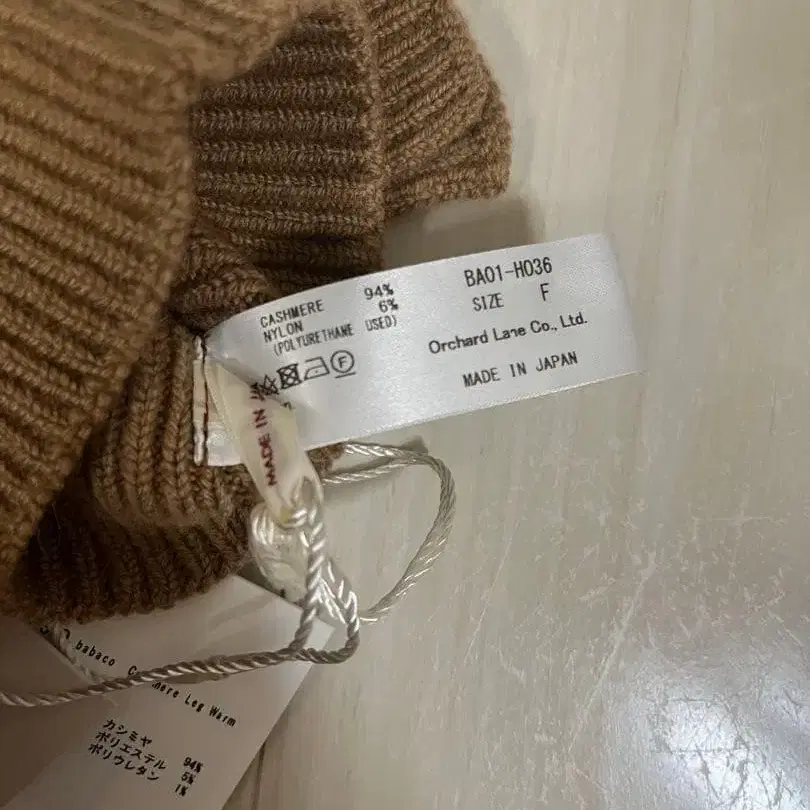 CASHMERE 94%
NYLON 6%
(POLYURETHANE USED)
F
BA01-H036
SIZE F
Orchard Lane Co., Ltd.
MADE IN JAPAN
MADE IN
babaco Cashmere Leg Warm
カシミヤ 94%
ポリエステル 5%
ポリウレタン 1%